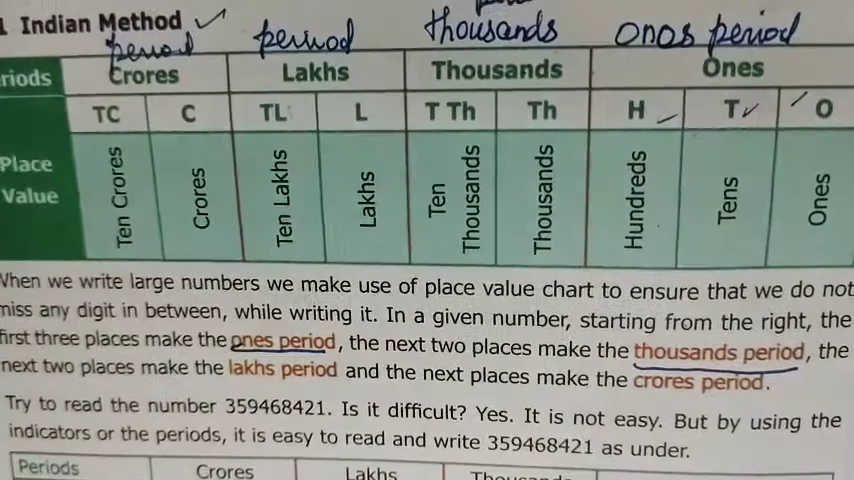 1 Indian Method
period period thousands onos period
riods Crores Lakhs Thousands Ones
TC C TL L T Th Th H T O
Place
Value
Ten Crores
Crores
Ten Lakhs
Lakhs
Ten Thousands
Thousands
Hundreds
Tens
Ones
When we write large numbers we make use of place value chart to ensure that we do not
miss any digit in between, while writing it. In a given number, starting from the right, the
first three places make the ones period, the next two places make the thousands period, the
next two places make the lakhs period and the next places make the crores period.
Try to read the number 359468421. Is it difficult? Yes. It is not easy. But by using the
indicators or the periods, it is easy to read and write 359468421 as under.
Periods Crores Lakhs Thousands